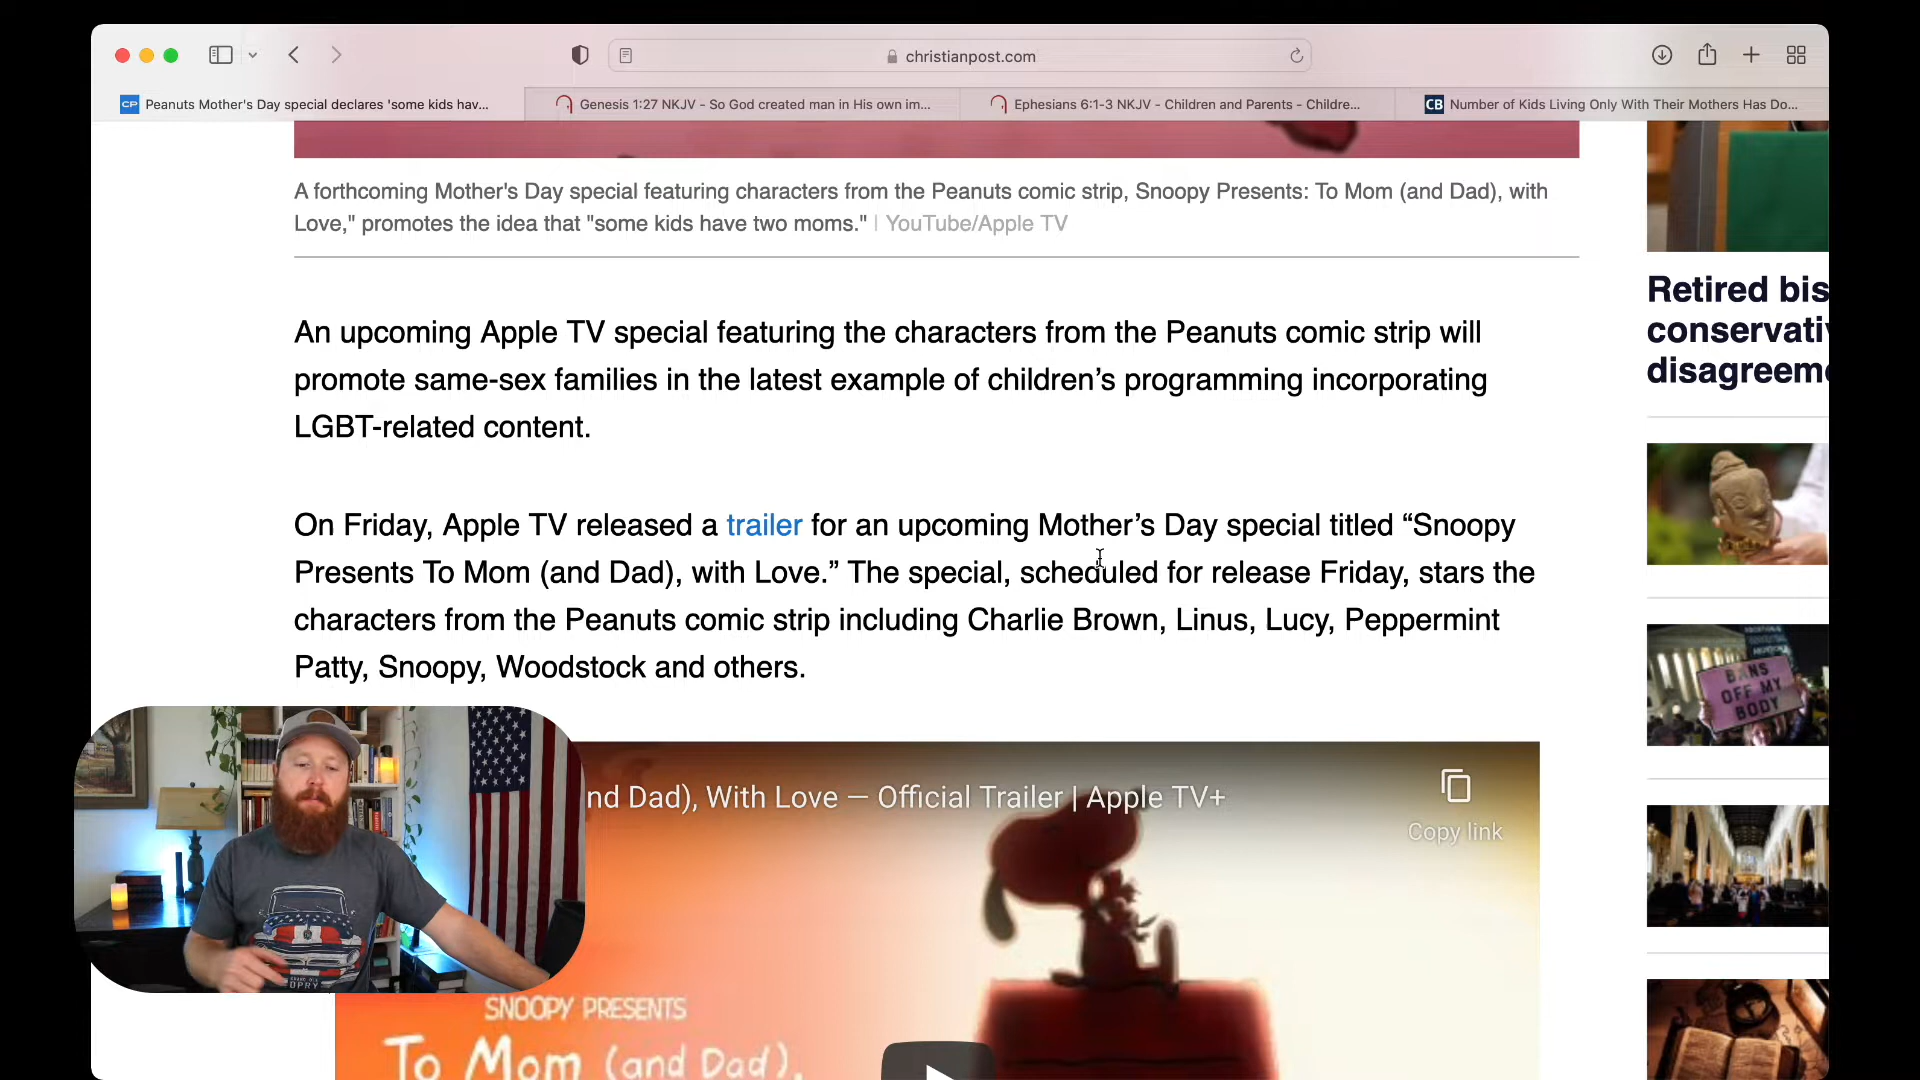 christianpost.com
CP Peanuts Mother's Day special declares 'some kids hav...
Genesis 1:27 NKJV - So God created man in His own im...
Ephesians 6:1-3 NKJV - Children and Parents - Childre...
CB Number of Kids Living Only With Their Mothers Has Do...
A forthcoming Mother's Day special featuring characters from the Peanuts comic strip, Snoopy Presents: To Mom (and Dad), with
Love," promotes the idea that "some kids have two moms." | YouTube/Apple TV
An upcoming Apple TV special featuring the characters from the Peanuts comic strip will
promote same-sex families in the latest example of children’s programming incorporating
LGBT-related content.
On Friday, Apple TV released a trailer for an upcoming Mother’s Day special titled “Snoopy
Presents To Mom (and Dad), with Love.” The special, scheduled for release Friday, stars the
characters from the Peanuts comic strip including Charlie Brown, Linus, Lucy, Peppermint
Patty, Snoopy, Woodstock and others.
nd Dad), With Love — Official Trailer | Apple TV+
Copy link
SNOOPY PRESENTS
To Mom (and Dad),
Retired bis
conservati
disagreem
BANS
OFF MY
BODY
OPRY